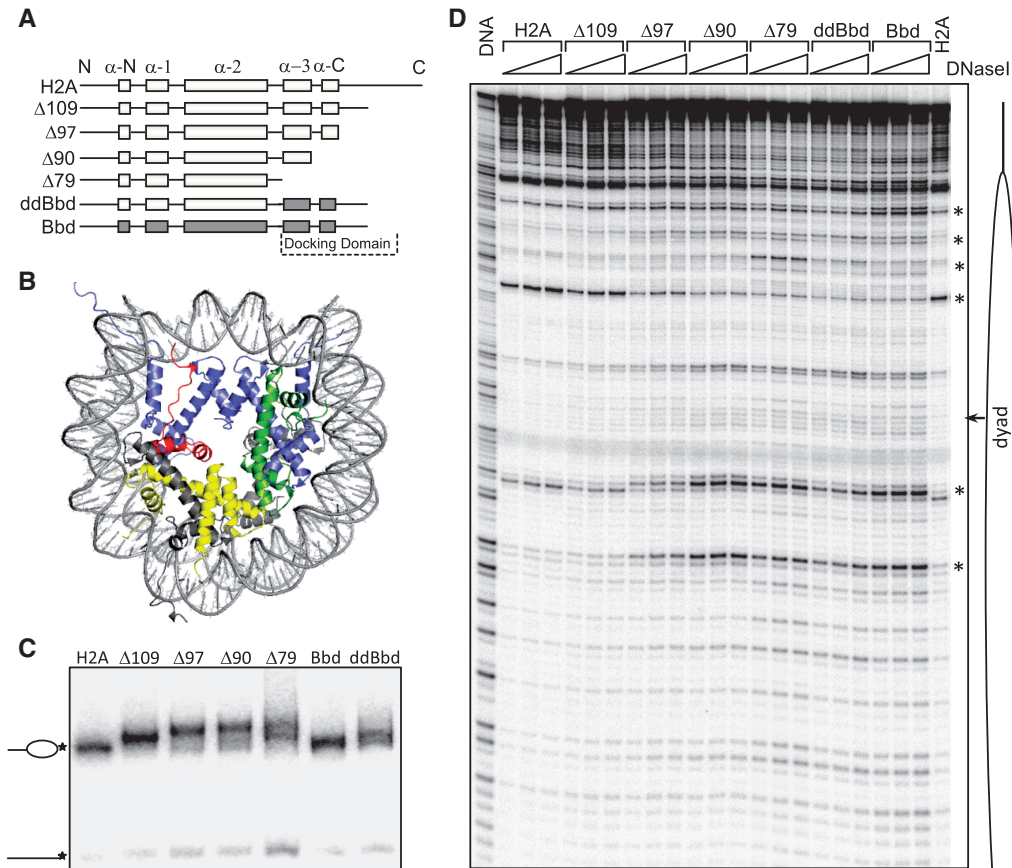 A
N α-N α-1 α-2 α-3 α-C C
H2A
Δ109
Δ97
Δ90
Δ79
ddBbd
Bbd
Docking Domain
B
C
H2A Δ109 Δ97 Δ90 Δ79 Bbd ddBbd
★
★
D
DNA H2A Δ109 Δ97 Δ90 Δ79 ddBbd Bbd H2A
DNaseI
*
*
*
*
dyad
*
*